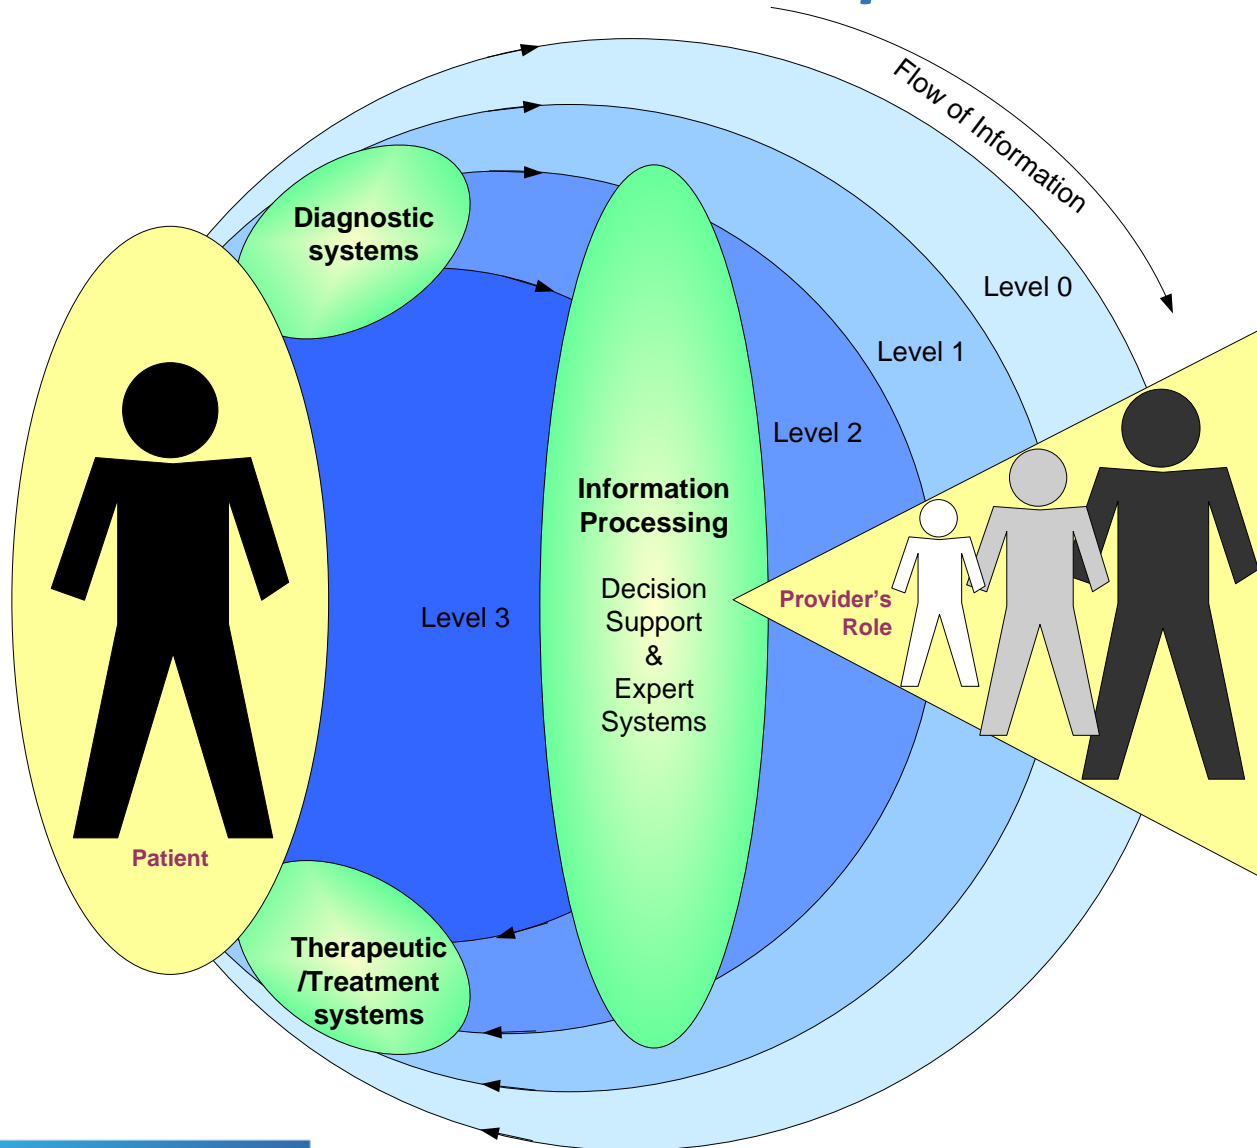 Flow of Information
Diagnostic
systems
Level 0
Level 1
Level 2
Information
Processing
Decision
Support
&
Expert
Systems
Level 3
Provider's
Role
Patient
Therapeutic
/Treatment
systems